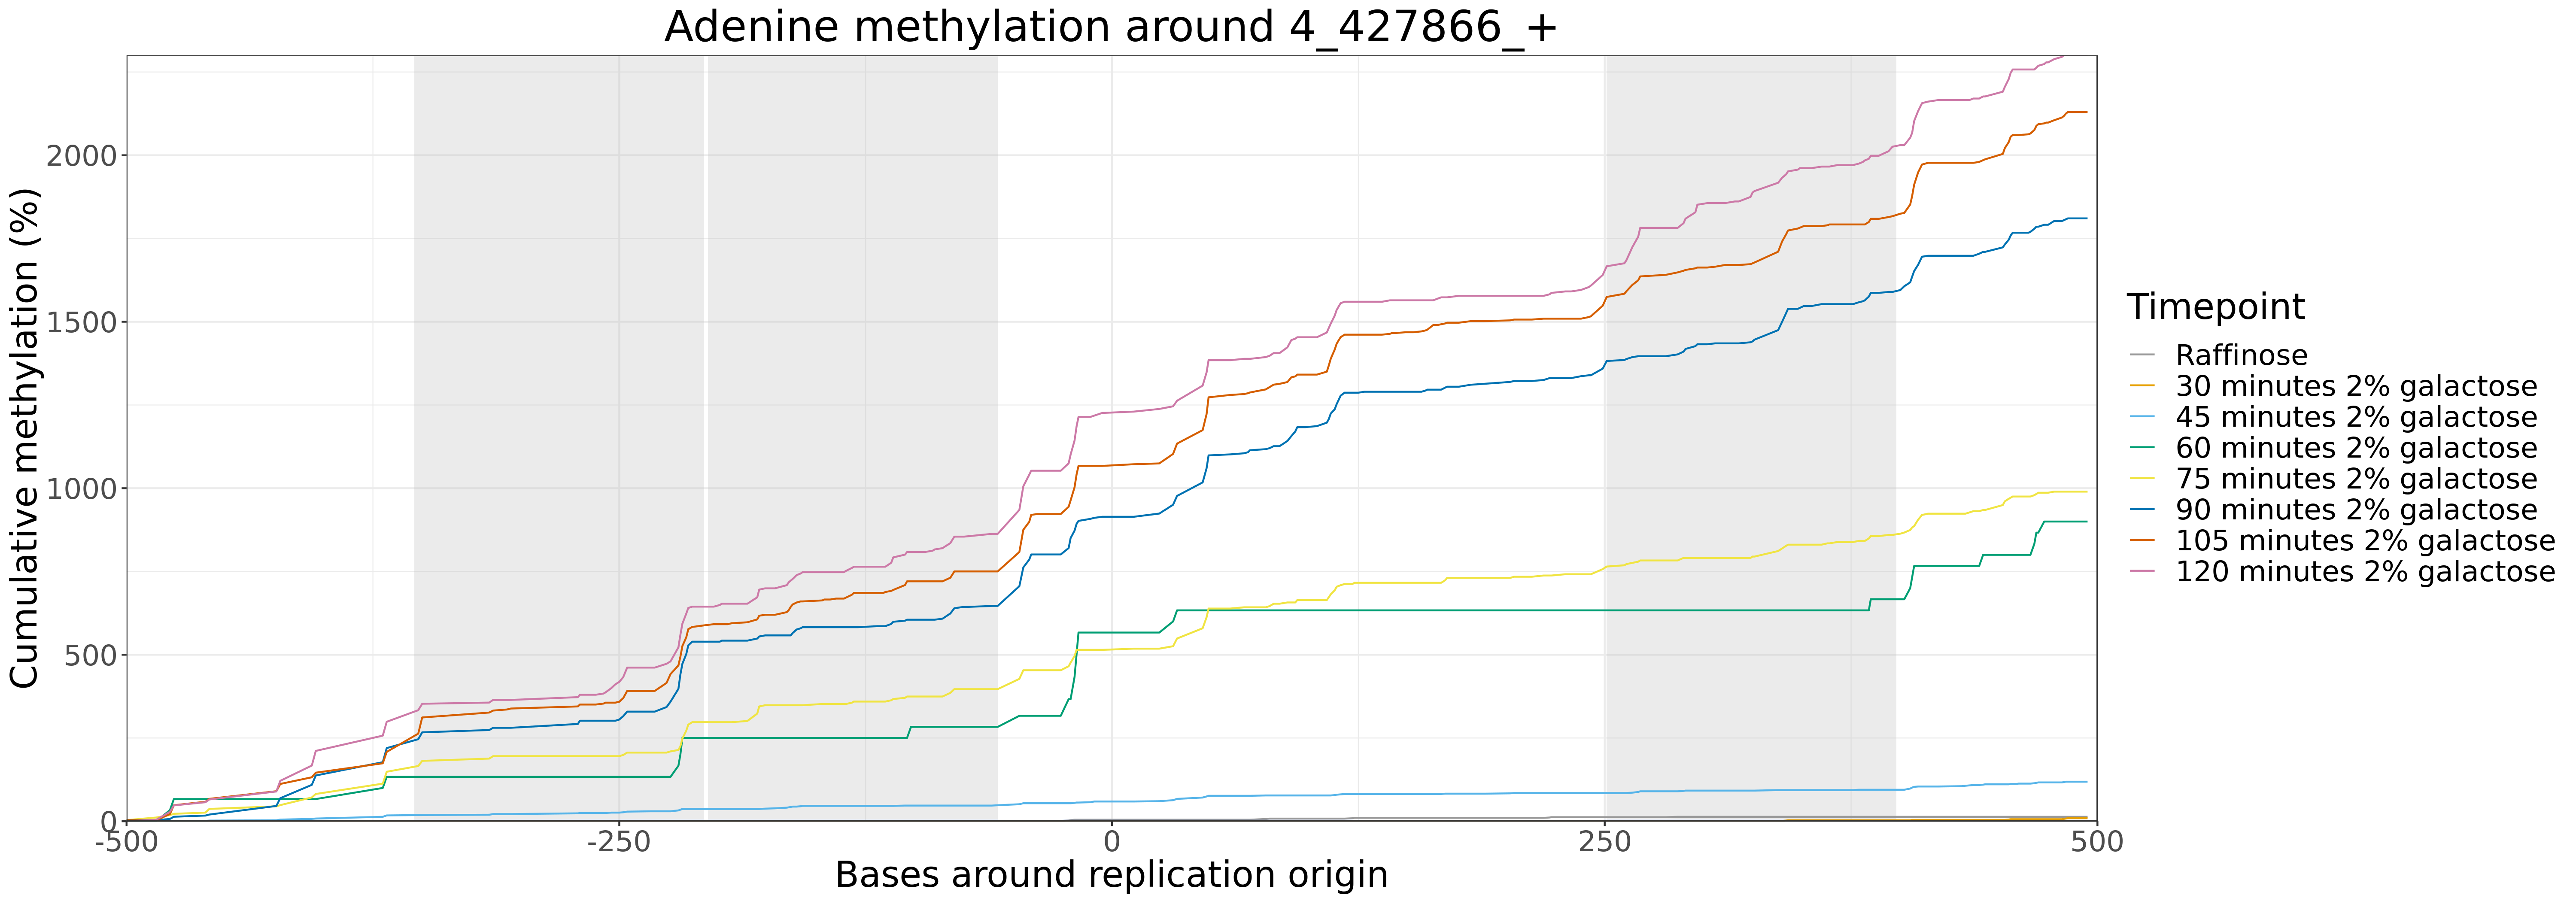 Adenine methylation around 4_427866_+
Cumulative methylation (%)
2000
1500
1000
500
0
-500
-250
0
250
500
Bases around replication origin
Timepoint
Raffinose
30 minutes 2% galactose
45 minutes 2% galactose
60 minutes 2% galactose
75 minutes 2% galactose
90 minutes 2% galactose
105 minutes 2% galactose
120 minutes 2% galactose